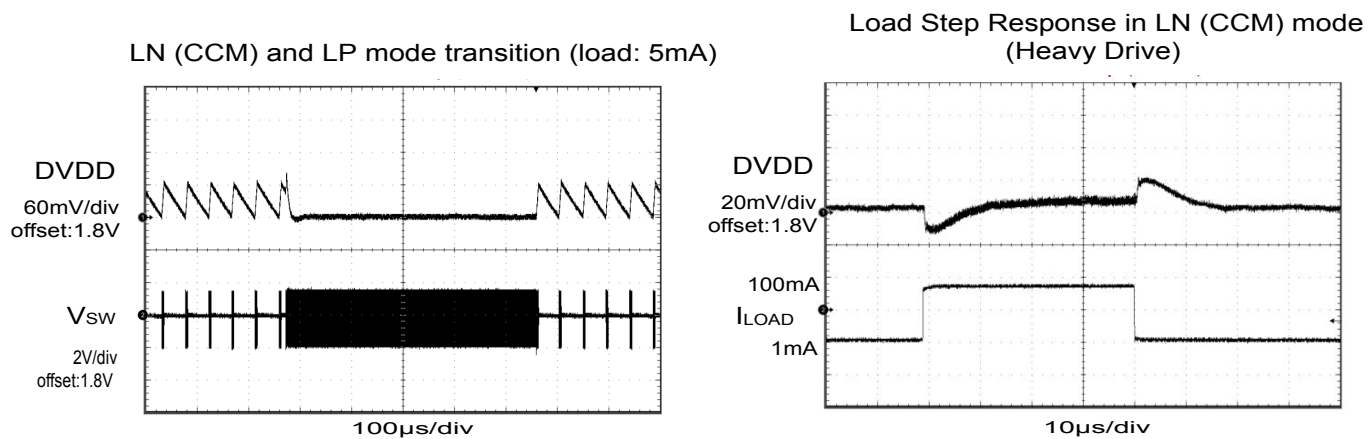 LN (CCM) and LP mode transition (load: 5mA)
DVDD
60mV/div
offset:1.8V
VSW
2V/div
offset:1.8V
100µs/div
Load Step Response in LN (CCM) mode
(Heavy Drive)
DVDD
20mV/div
offset:1.8V
100mA
ILOAD
1mA
10µs/div